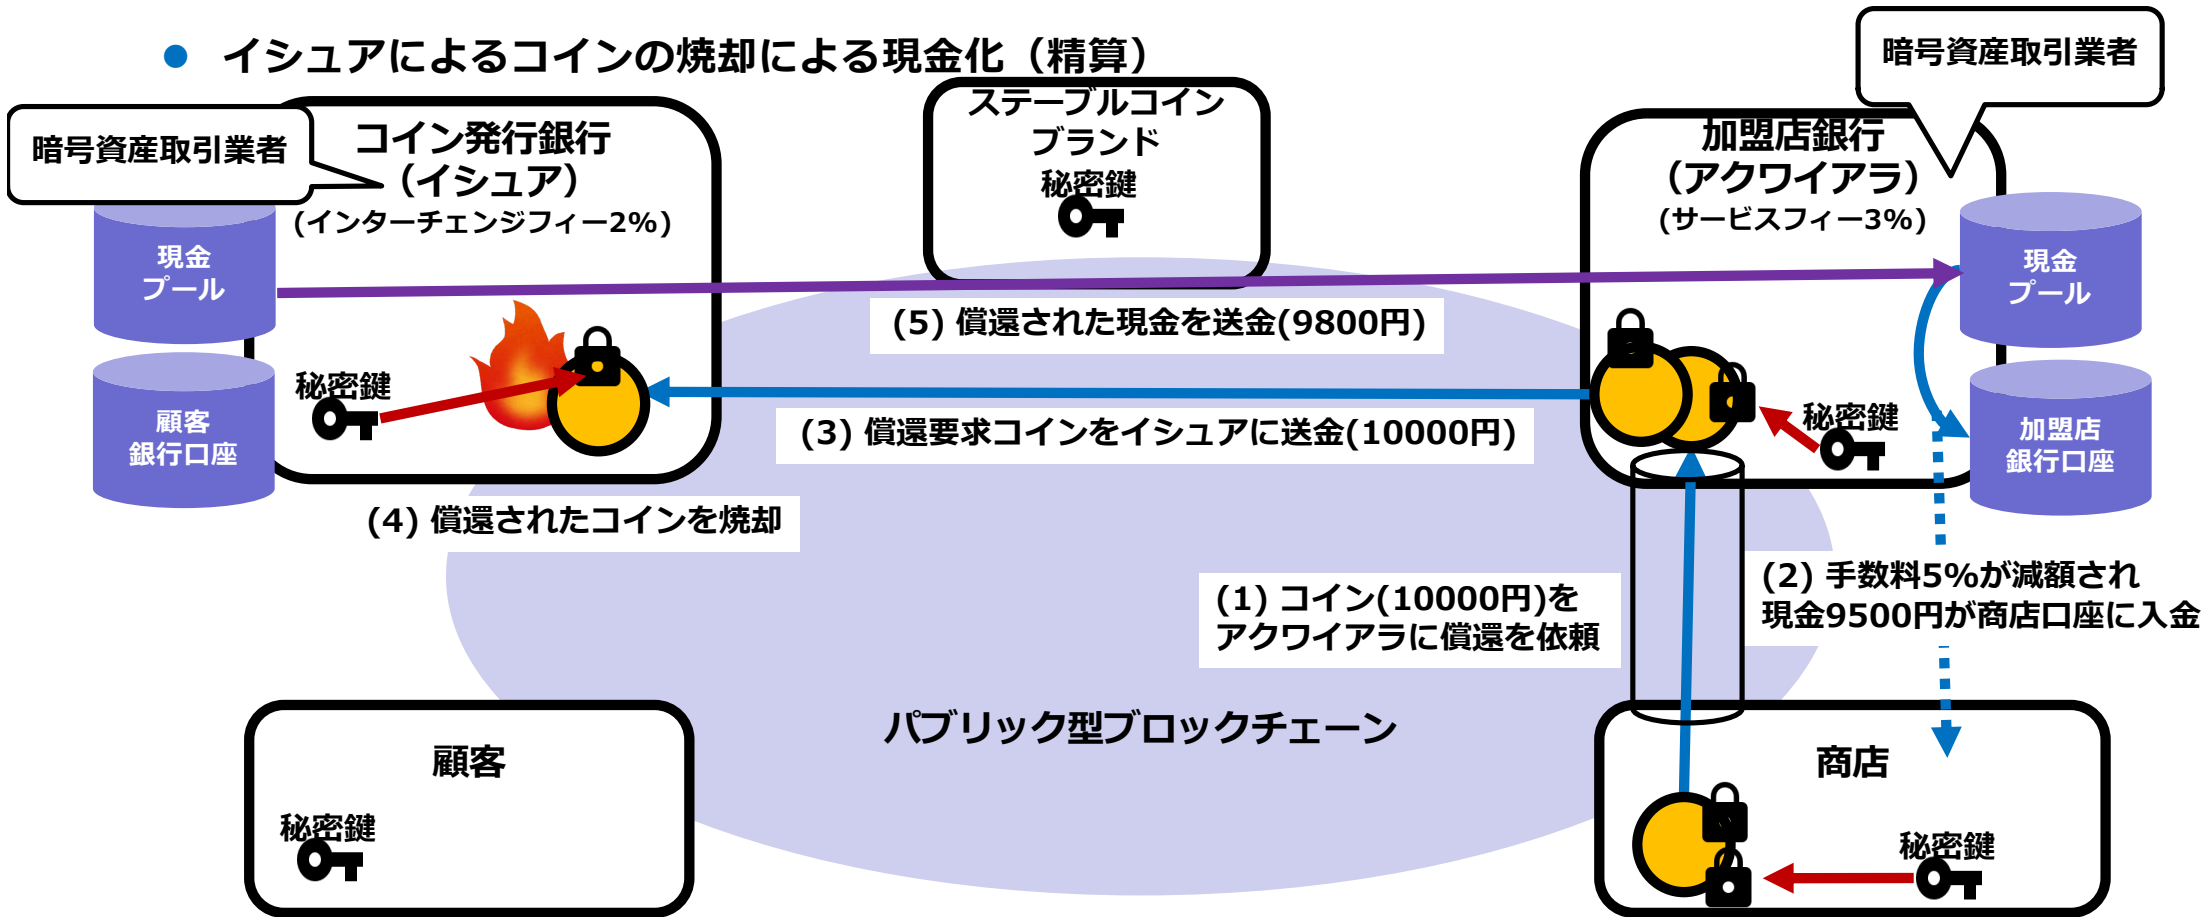 イシュアによるコインの焼却による現金化（精算）
暗号資産取引業者
暗号資産取引業者
コイン発行銀行
（イシュア）
(インターチェンジフィー2%)
ステーブルコイン
ブランド
秘密鍵
加盟店銀行
（アクワイアラ）
(サービスフィー3%)
現金
プール
現金
プール
(5) 償還された現金を送金(9800円)
秘密鍵
顧客
銀行口座
(3) 償還要求コインをイシュアに送金(10000円)
秘密鍵
加盟店
銀行口座
(4) 償還されたコインを焼却
(1) コイン(10000円)を
アクワイアラに償還を依頼
(2) 手数料5%が減額され
現金9500円が商店口座に入金
パブリック型ブロックチェーン
顧客
秘密鍵
商店
秘密鍵